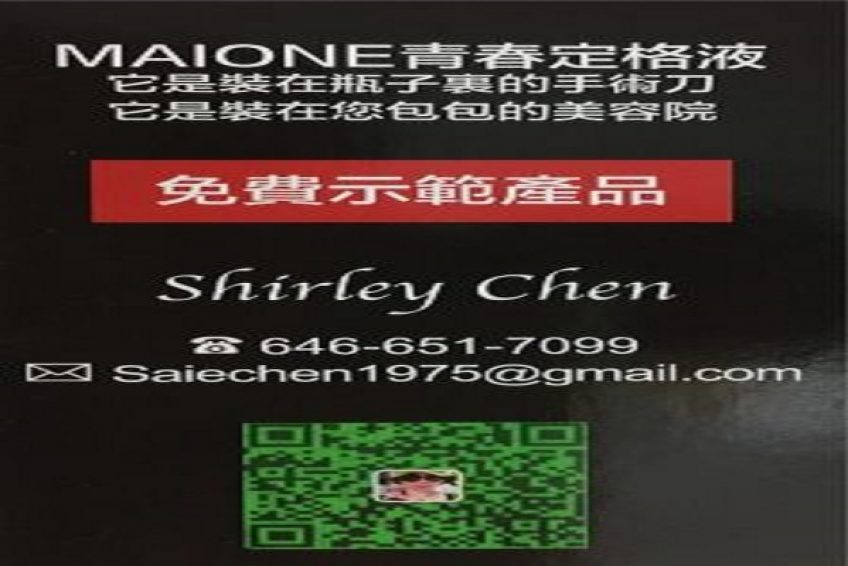 MAIONE青春定格液
它是裝在瓶子裏的手術刀
它是裝在您包包的美容院
免費示範產品
Shirley Chen
☎ 646-651-7099
✉ Saiechen1975@gmail.com